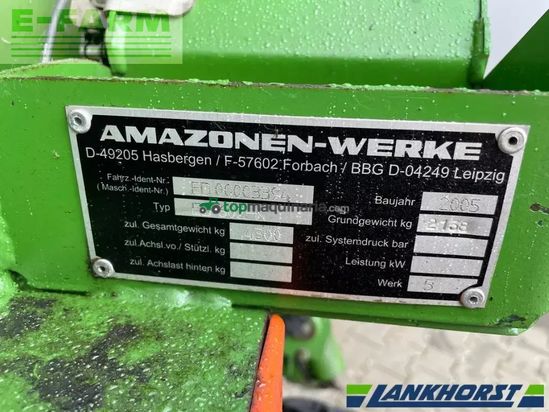 E-FARM
AMAZONEN-WERKE
D-49205 Hasbergen / F-57602 Forbach / BBG D-04249 Leipzig
Fahrz.-Ident-Nr.
(Masch.-Ident-Nr.)
Baujahr 2005
Typ
topmaquinaria.com
Grundgewicht kg 2158
zul. Gesamtgewicht kg 4500
zul. Systemdruck bar
zul. Achsl.vo./ Stützl. kg
Leistung kW
zul. Achslast hinten kg
Werk 5
LANKHORST